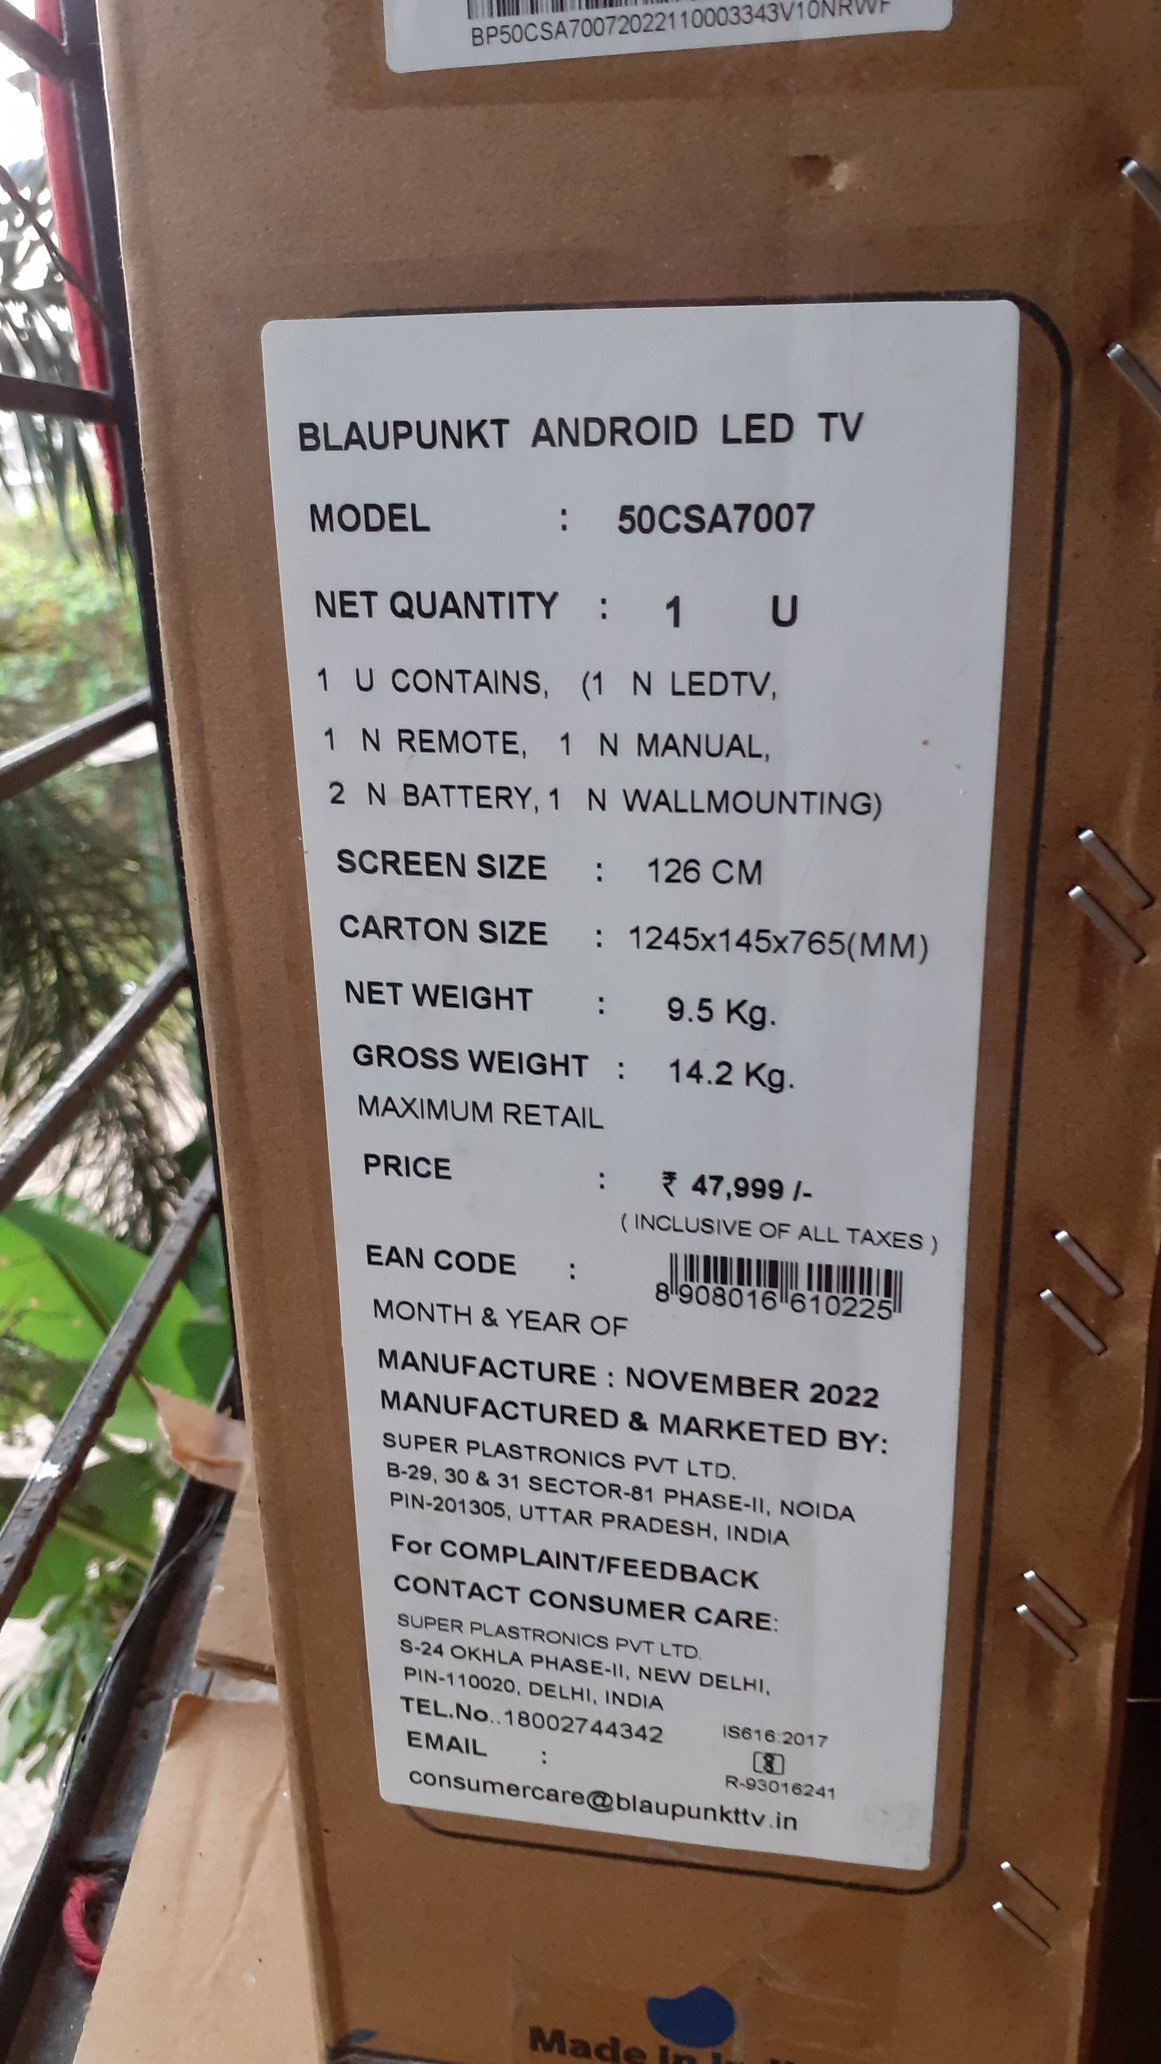 BP50CSA70072022110003343V10NRWF
BLAUPUNKT ANDROID LED TV
MODEL : 50CSA7007
NET QUANTITY : 1 U
1 U CONTAINS, (1 N LEDTV,
1 N REMOTE, 1 N MANUAL,
2 N BATTERY, 1 N WALLMOUNTING)
SCREEN SIZE : 126 CM
CARTON SIZE : 1245x145x765(MM)
NET WEIGHT : 9.5 Kg.
GROSS WEIGHT : 14.2 Kg.
MAXIMUM RETAIL
PRICE : ₹ 47,999 /-
( INCLUSIVE OF ALL TAXES )
EAN CODE : 8 908016 610225
MONTH & YEAR OF
MANUFACTURE : NOVEMBER 2022
MANUFACTURED & MARKETED BY:
SUPER PLASTRONICS PVT LTD.
B-29, 30 & 31 SECTOR-81 PHASE-II, NOIDA
PIN-201305, UTTAR PRADESH, INDIA
For COMPLAINT/FEEDBACK
CONTACT CONSUMER CARE:
SUPER PLASTRONICS PVT LTD.
S-24 OKHLA PHASE-II, NEW DELHI,
PIN-110020, DELHI, INDIA
TEL.No..18002744342
IS616:2017
EMAIL :
R-93016241
consumercare@blaupunkttv.in
Made in